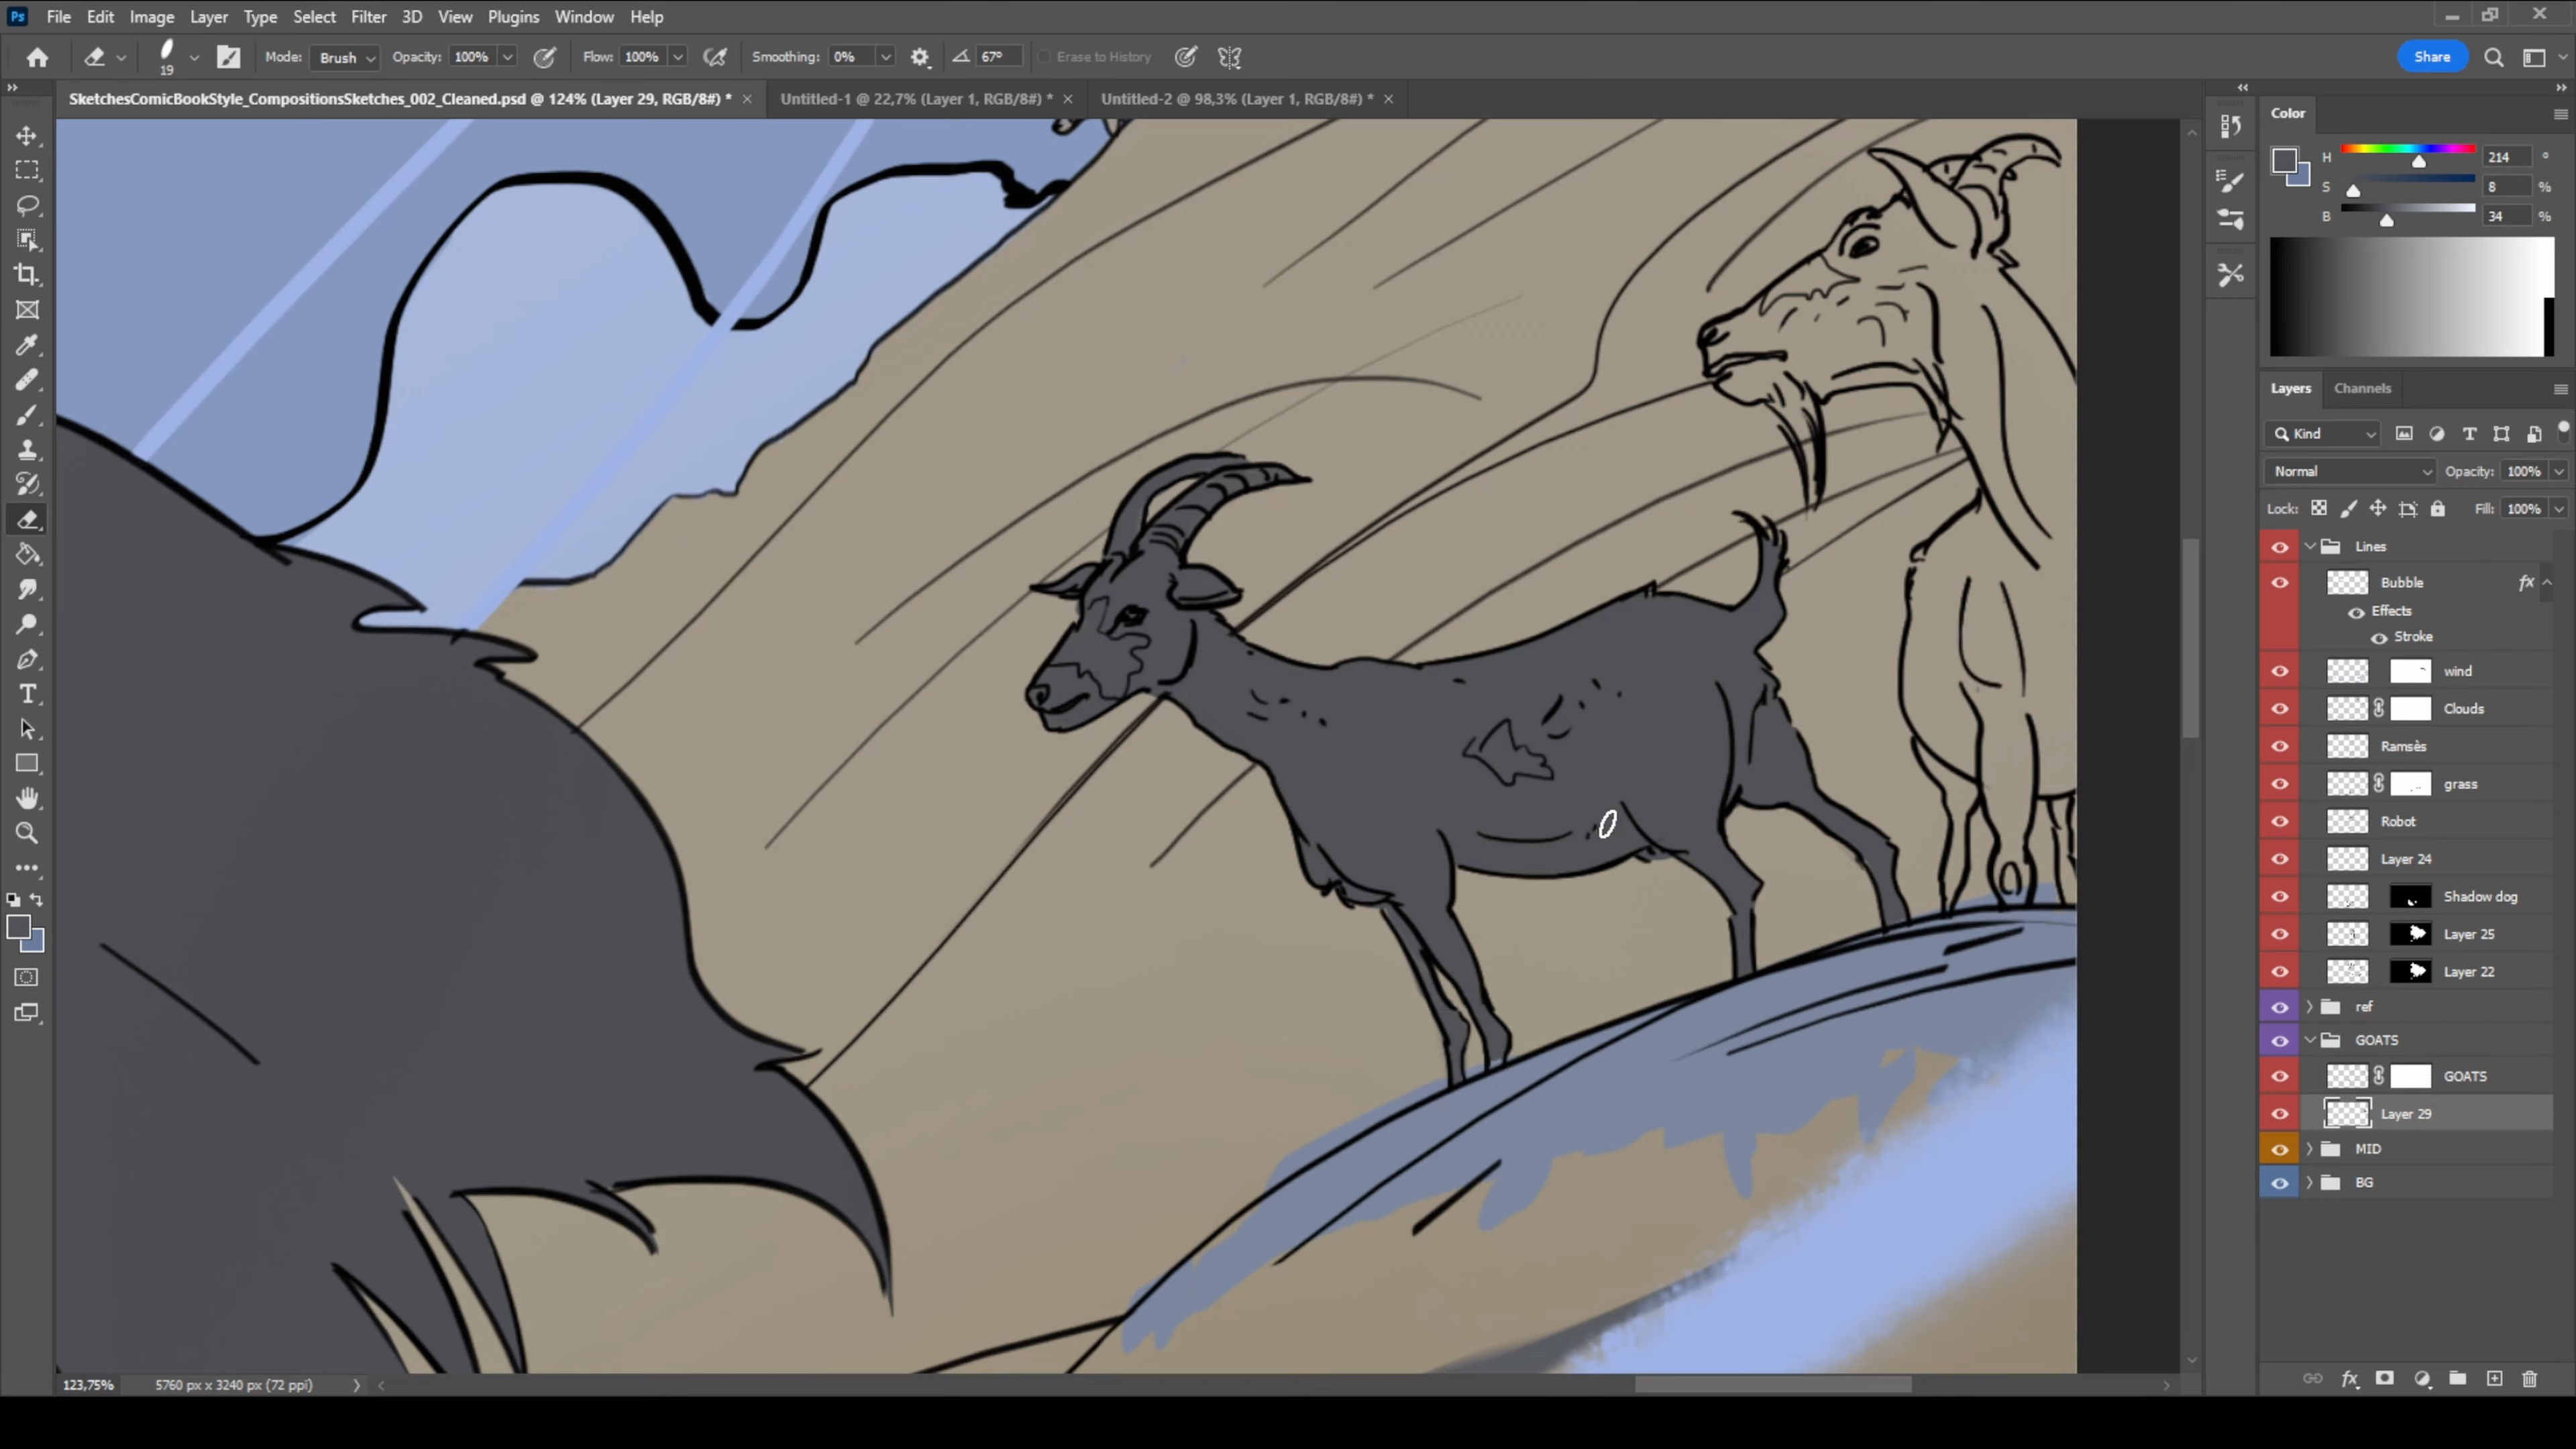 Ps File Edit Image Layer Type Select Filter 3D View Plugins Window Help
19 Mode: Brush Opacity: 100% Flow: 100% Smoothing: 0% 67° Erase to History Share
SketchesComicBookStyle_CompositionsSketches_002_Cleaned.psd @ 124% (Layer 29, RGB/8#) * Untitled-1 @ 22,7% (Layer 1, RGB/8#) * Untitled-2 @ 98,3% (Layer 1, RGB/8#) *
Color
H 214 °
S 8 %
B 34 %
Layers Channels
Kind
Normal Opacity: 100%
Lock: Fill: 100%
Lines
Bubble fx
Effects
Stroke
wind
Clouds
Ramsès
grass
Robot
Layer 24
Shadow dog
Layer 25
Layer 22
ref
GOATS
GOATS
Layer 29
MID
BG
123,75% 5760 px x 3240 px (72 ppi)
fx